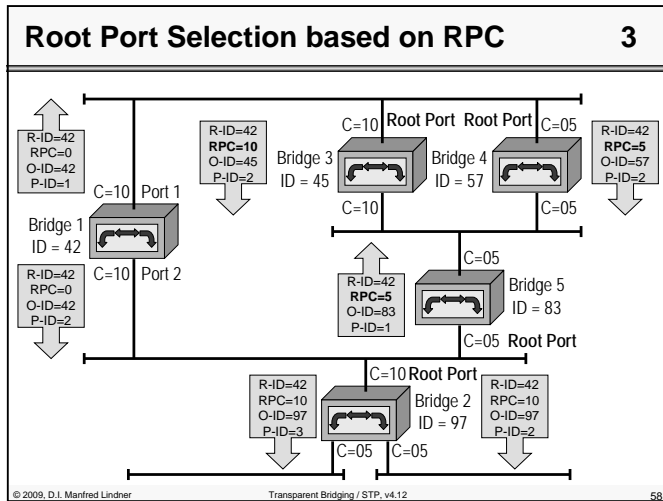 Root Port Selection based on RPC 3
R-ID=42
RPC=0
O-ID=42
P-ID=1
R-ID=42
RPC=10
O-ID=45
P-ID=2
C=10 Root Port
Root Port C=05
R-ID=42
RPC=5
O-ID=57
P-ID=2
Bridge 3
ID = 45
Bridge 4
ID = 57
C=10 Port 1
C=10
C=05
Bridge 1
ID = 42
C=10 Port 2
R-ID=42
RPC=0
O-ID=42
P-ID=2
R-ID=42
RPC=5
O-ID=83
P-ID=1
C=05
Bridge 5
ID = 83
C=05 Root Port
C=10 Root Port
R-ID=42
RPC=10
O-ID=97
P-ID=3
Bridge 2
ID = 97
R-ID=42
RPC=10
O-ID=97
P-ID=2
C=05
C=05
© 2009, D.I. Manfred Lindner
Transparent Bridging / STP, v4.12
58